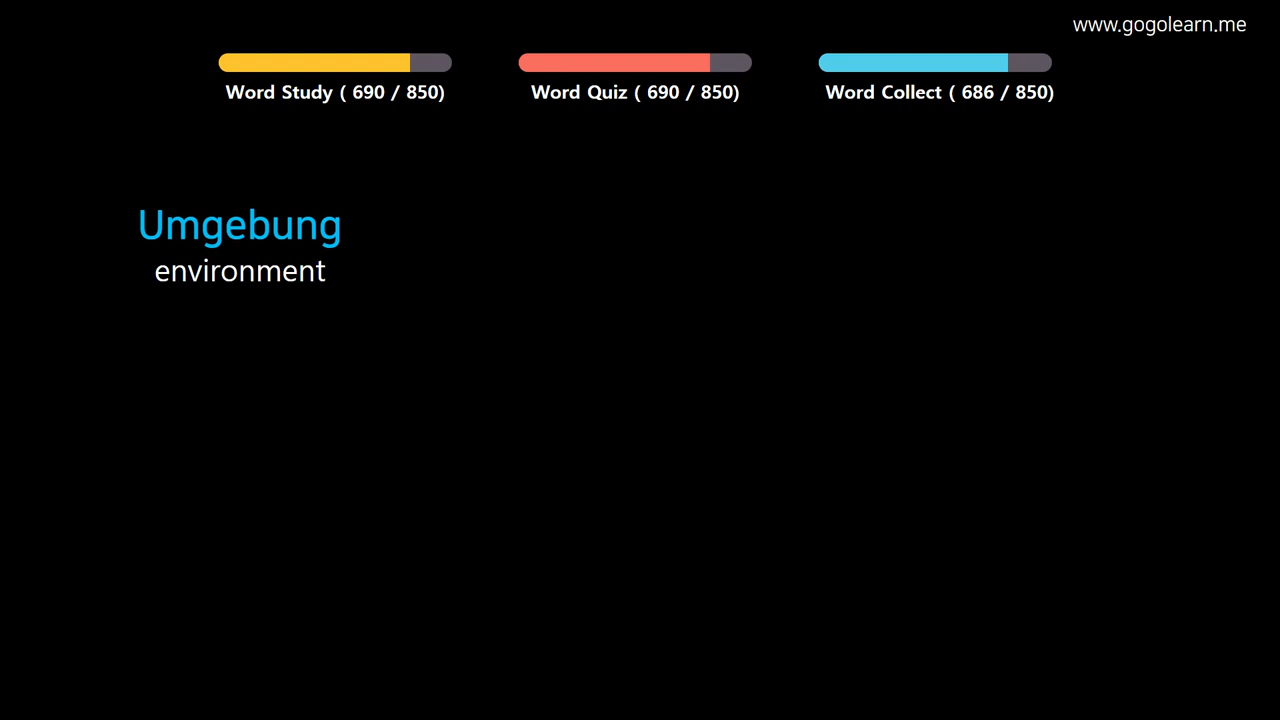 www.gogolearn.me
Word Study ( 690 / 850)
Word Quiz ( 690 / 850)
Word Collect ( 686 / 850)
Umgebung
environment